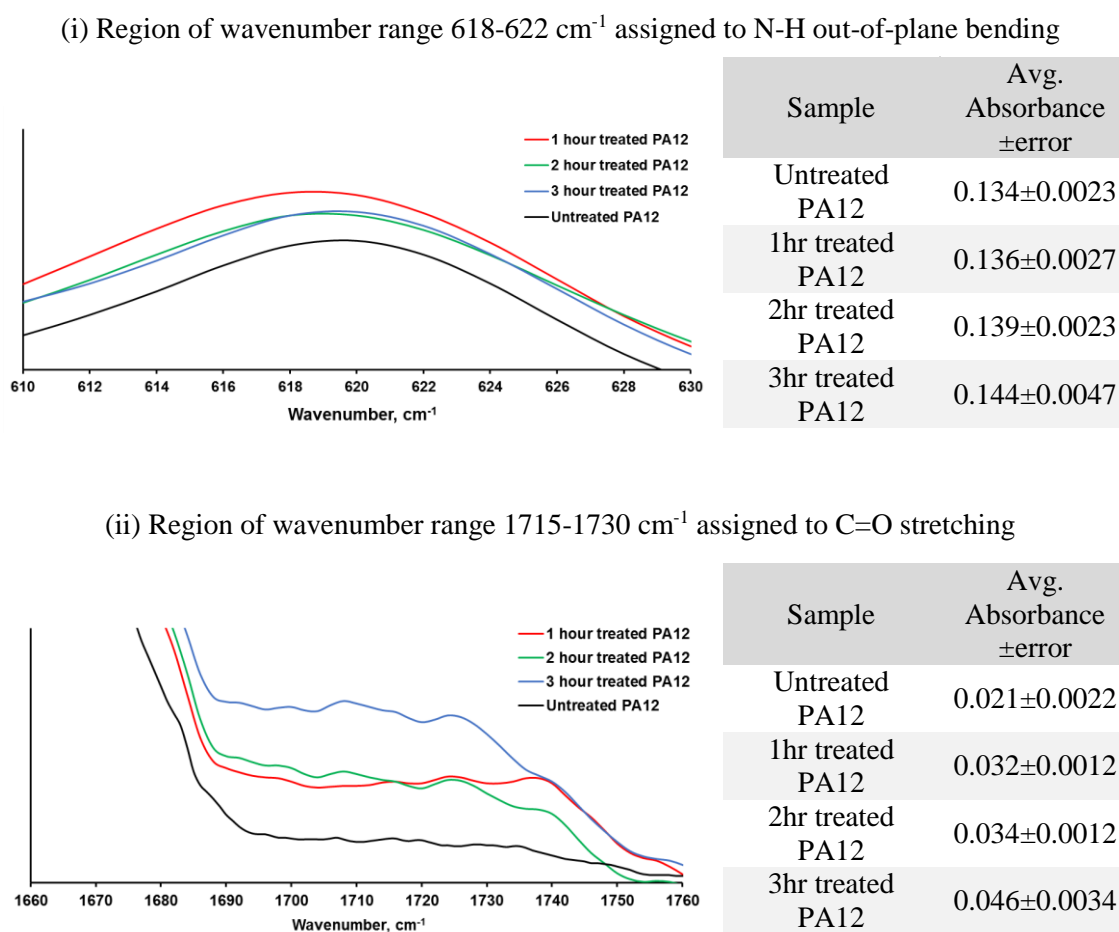 (i) Region of wavenumber range 618-622 cm⁻¹ assigned to N-H out-of-plane bending
1 hour treated PA12
2 hour treated PA12
3 hour treated PA12
Untreated PA12
610 612 614 616 618 620 622 624 626 628 630
Wavenumber, cm⁻¹
Sample
Avg.
Absorbance
±error
Untreated
PA12
0.134±0.0023
1hr treated
PA12
0.136±0.0027
2hr treated
PA12
0.139±0.0023
3hr treated
PA12
0.144±0.0047
(ii) Region of wavenumber range 1715-1730 cm⁻¹ assigned to C=O stretching
1 hour treated PA12
2 hour treated PA12
3 hour treated PA12
Untreated PA12
1660 1670 1680 1690 1700 1710 1720 1730 1740 1750 1760
Wavenumber, cm⁻¹
Sample
Avg.
Absorbance
±error
Untreated
PA12
0.021±0.0022
1hr treated
PA12
0.032±0.0012
2hr treated
PA12
0.034±0.0012
3hr treated
PA12
0.046±0.0034